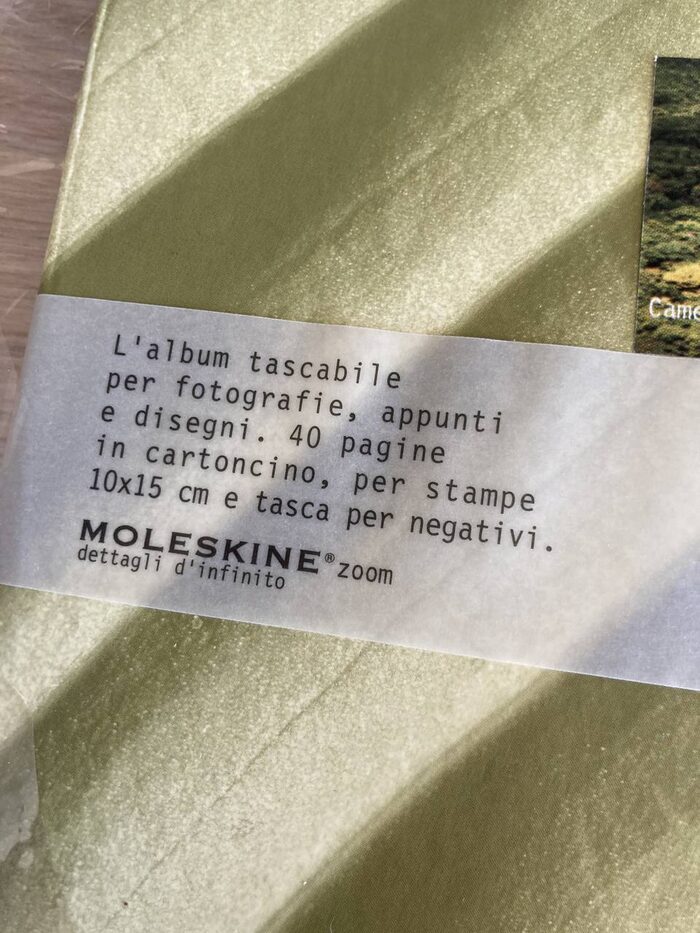 Came
L'album tascabile
per fotografie, appunti
e disegni. 40 pagine
in cartoncino, per stampe
10x15 cm e tasca per negativi.
MOLESKINE® zoom
dettagli d'infinito